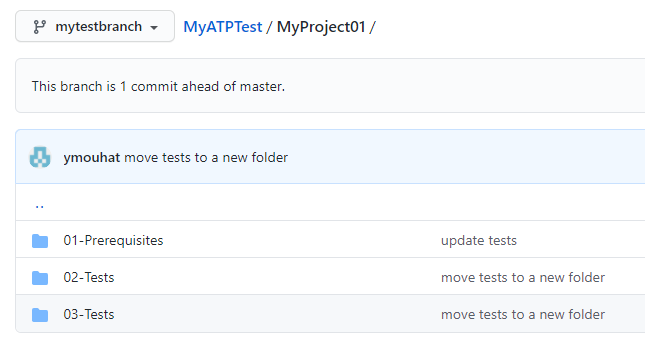 mytestbranch MyATPTest / MyProject01 /
This branch is 1 commit ahead of master.
ymouhat move tests to a new folder
..
01-Prerequisites update tests
02-Tests move tests to a new folder
03-Tests move tests to a new folder